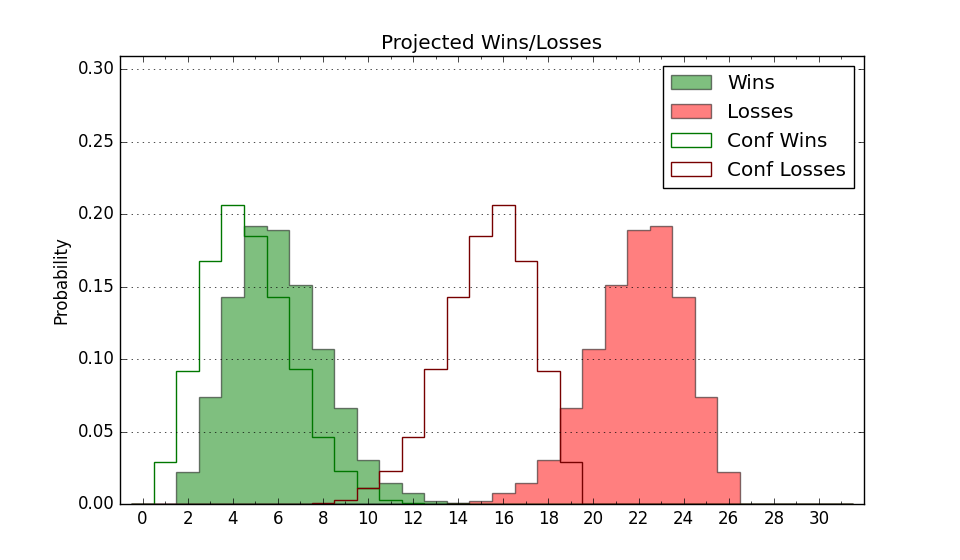 Projected Wins/Losses
0.30
0.25
0.20
0.15
0.10
0.05
0.00
Probability
Wins
Losses
Conf Wins
Conf Losses
0 2 4 6 8 10 12 14 16 18 20 22 24 26 28 30